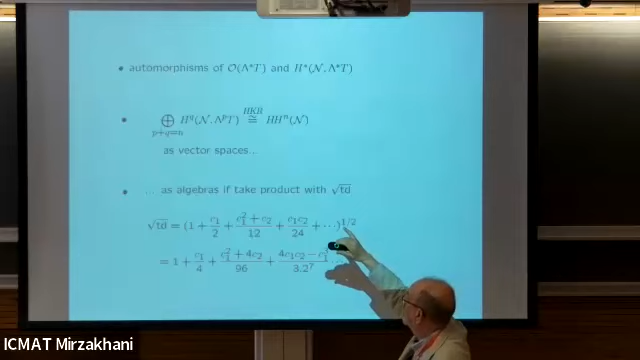 • automorphisms of O(Λ*T) and H*(N, Λ*T)
• ⊕_{p+q=n} H^q(N, Λ^pT) ≅^{HKR} HH^n(N)
as vector spaces...
• ... as algebras if take product with √td
√td = (1 + c₁/2 + (c₁² + c₂)/12 + c₁c₂/24 + ⋯)^{1/2}
= 1 + c₁/4 + (c₁² + 4c₂)/96 + (4c₁c₂ − c₁³)/3.2⁷
ICMAT Mirzakhani